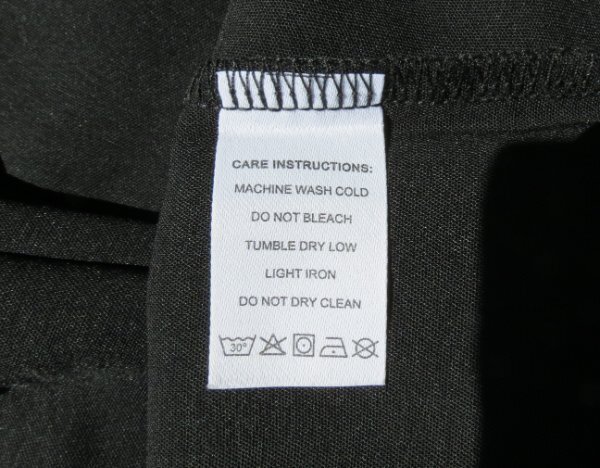 CARE INSTRUCTIONS:
MACHINE WASH COLD
DO NOT BLEACH
TUMBLE DRY LOW
LIGHT IRON
DO NOT DRY CLEAN
30°